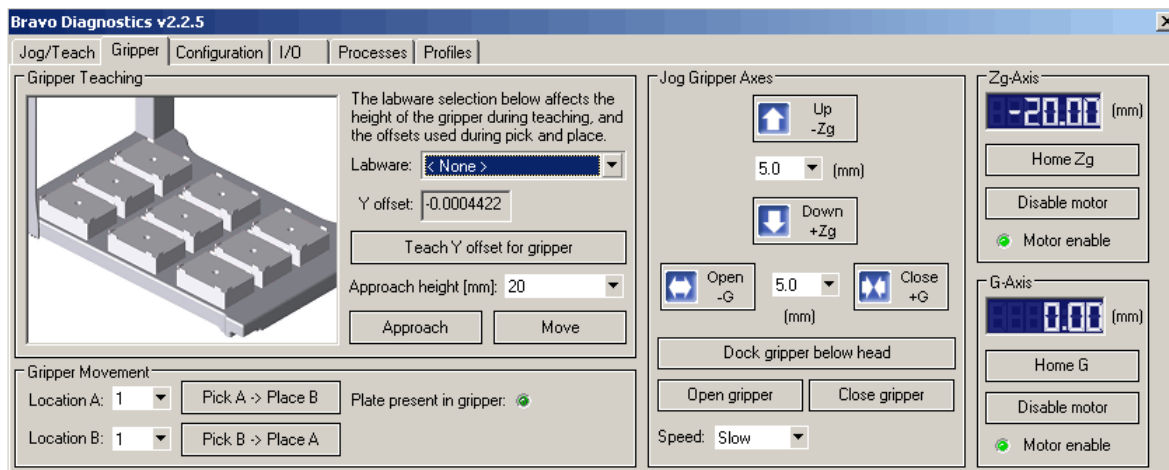 Bravo Diagnostics v2.2.5
Jog/Teach Gripper Configuration I/O Processes Profiles
Gripper Teaching
The labware selection below affects the
height of the gripper during teaching, and
the offsets used during pick and place.
Labware: < None >
Y offset: -0.0004422
Teach Y offset for gripper
Approach height [mm]: 20
Approach Move
Gripper Movement
Location A: 1 Pick A -> Place B
Plate present in gripper:
Location B: 1 Pick B -> Place A
Jog Gripper Axes
Up
-Zg
5.0 (mm)
Down
+Zg
Open
-G
5.0
(mm)
Close
+G
Dock gripper below head
Open gripper Close gripper
Speed: Slow
Zg-Axis
-20.00 (mm)
Home Zg
Disable motor
Motor enable
G-Axis
0.00 (mm)
Home G
Disable motor
Motor enable